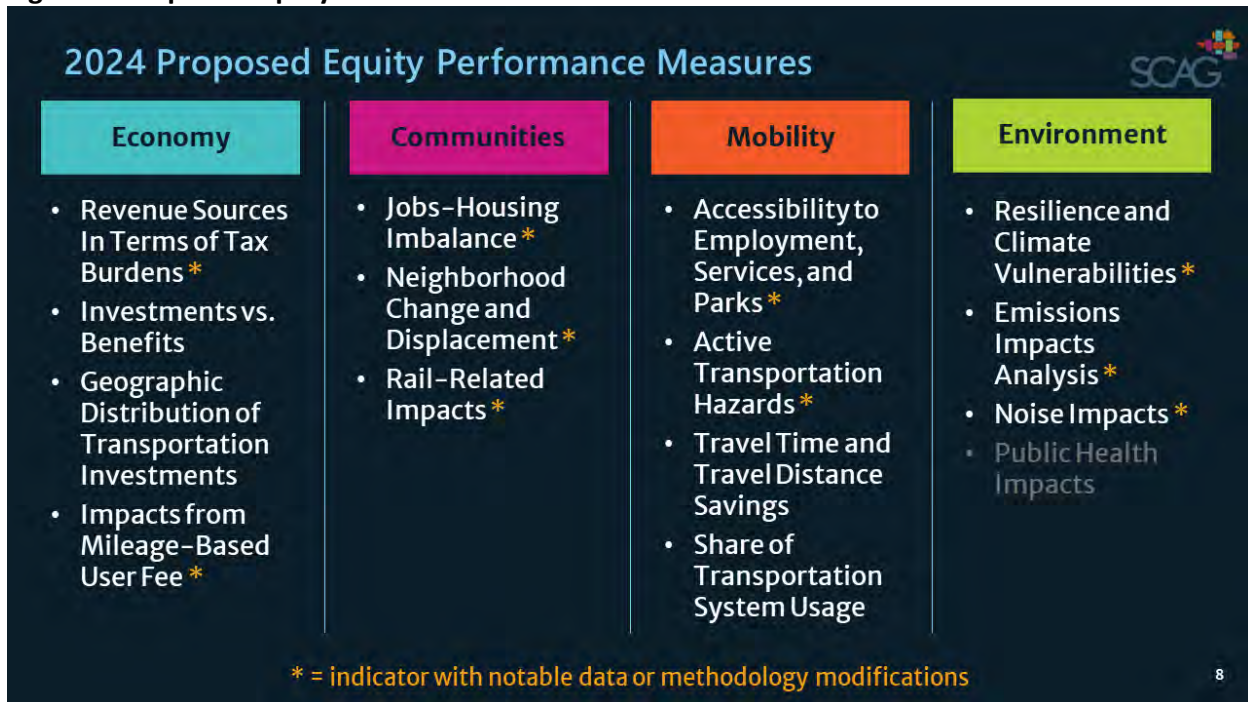 2024 Proposed Equity Performance Measures
SCAG
Economy
• Revenue Sources
In Terms of Tax
Burdens *
• Investments vs.
Benefits
• Geographic
Distribution of
Transportation
Investments
• Impacts from
Mileage-Based
User Fee *
Communities
• Jobs-Housing
Imbalance *
• Neighborhood
Change and
Displacement *
• Rail-Related
Impacts *
Mobility
• Accessibility to
Employment,
Services, and
Parks *
• Active
Transportation
Hazards *
• Travel Time and
Travel Distance
Savings
• Share of
Transportation
System Usage
Environment
• Resilience and
Climate
Vulnerabilities *
• Emissions
Impacts
Analysis *
• Noise Impacts *
• Public Health
Impacts
* = indicator with notable data or methodology modifications
8